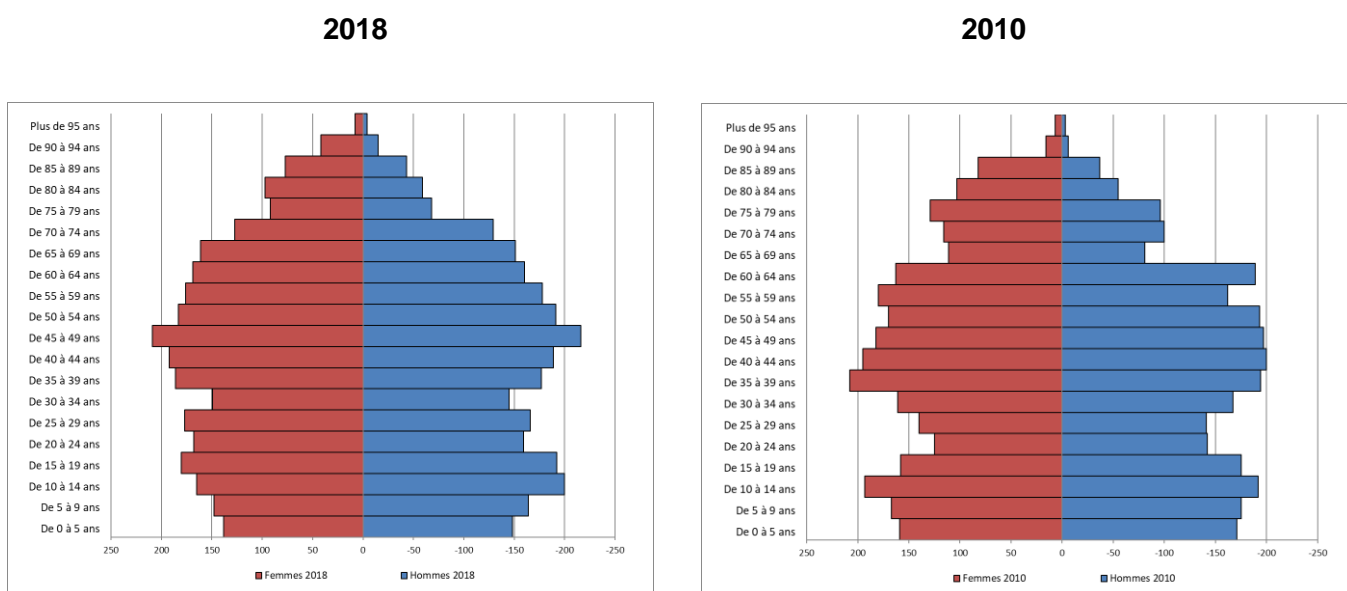 2018
Plus de 95 ans
De 90 à 94 ans
De 85 à 89 ans
De 80 à 84 ans
De 75 à 79 ans
De 70 à 74 ans
De 65 à 69 ans
De 60 à 64 ans
De 55 à 59 ans
De 50 à 54 ans
De 45 à 49 ans
De 40 à 44 ans
De 35 à 39 ans
De 30 à 34 ans
De 25 à 29 ans
De 20 à 24 ans
De 15 à 19 ans
De 10 à 14 ans
De 5 à 9 ans
De 0 à 5 ans
250 200 150 100 50 0 -50 -100 -150 -200 -250
Femmes 2018 Hommes 2018
2010
Plus de 95 ans
De 90 à 94 ans
De 85 à 89 ans
De 80 à 84 ans
De 75 à 79 ans
De 70 à 74 ans
De 65 à 69 ans
De 60 à 64 ans
De 55 à 59 ans
De 50 à 54 ans
De 45 à 49 ans
De 40 à 44 ans
De 35 à 39 ans
De 30 à 34 ans
De 25 à 29 ans
De 20 à 24 ans
De 15 à 19 ans
De 10 à 14 ans
De 5 à 9 ans
De 0 à 5 ans
250 200 150 100 50 0 -50 -100 -150 -200 -250
Femmes 2010 Hommes 2010